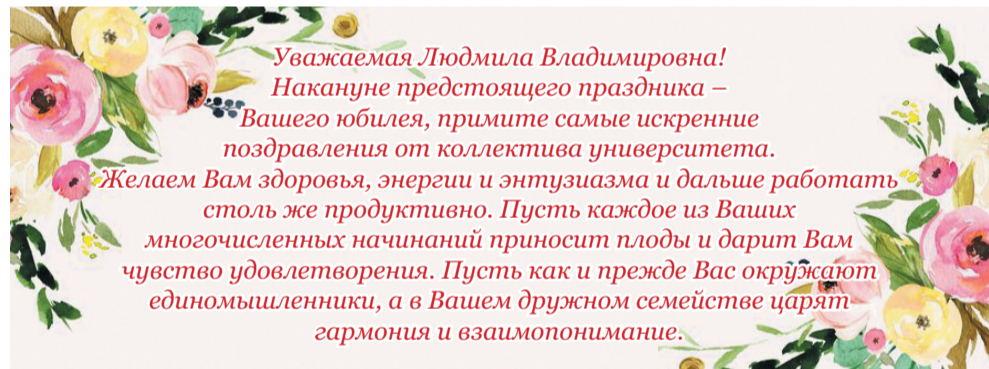 Уважаемая Людмила Владимировна!
Накануне предстоящего праздника –
Вашего юбилея, примите самые искренние
поздравления от коллектива университета.
Желаем Вам здоровья, энергии и энтузиазма и дальше работать
столь же продуктивно. Пусть каждое из Ваших
многочисленных начинаний приносит плоды и дарит Вам
чувство удовлетворения. Пусть как и прежде Вас окружают
единомышленники, а в Вашем дружном семействе царят
гармония и взаимопонимание.